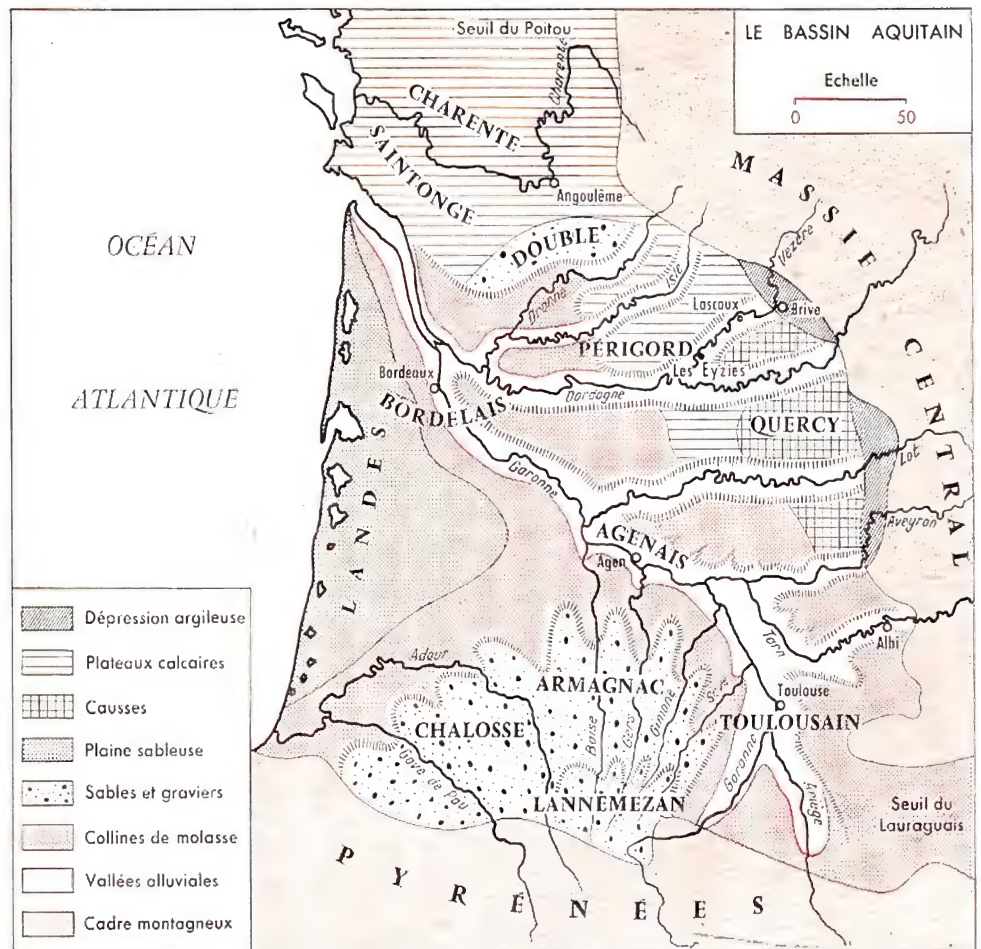 LE BASSIN AQUITAIN
Echelle
0 50
Seuil du Poitou
Charente
CHARENTE
SAINTONGE
Angoulême
MASSIF CENTRAL
OCÉAN
ATLANTIQUE
DOUBLE
Vezère
Dronne
Isle
Lascaux
Brive
PÉRIGORD
Les Eyzies
Bordeaux
BORDELAIS
Dordogne
QUERCY
LANDES
Garonne
Lot
Aveyron
AGENAIS
Agen
Tarn
Albi
Adour
ARMAGNAC
Toulouse
CHALOSSE
Baïse
Gers
Gimone
Save
TOULOUSAIN
Gave de Pau
LANNEMEZAN
Garonne
Ariège
Seuil du
Lauraguais
PYRÉNÉES
Dépression argileuse
Plateaux calcaires
Causses
Plaine sableuse
Sables et graviers
Collines de molasse
Vallées alluviales
Cadre montagneux